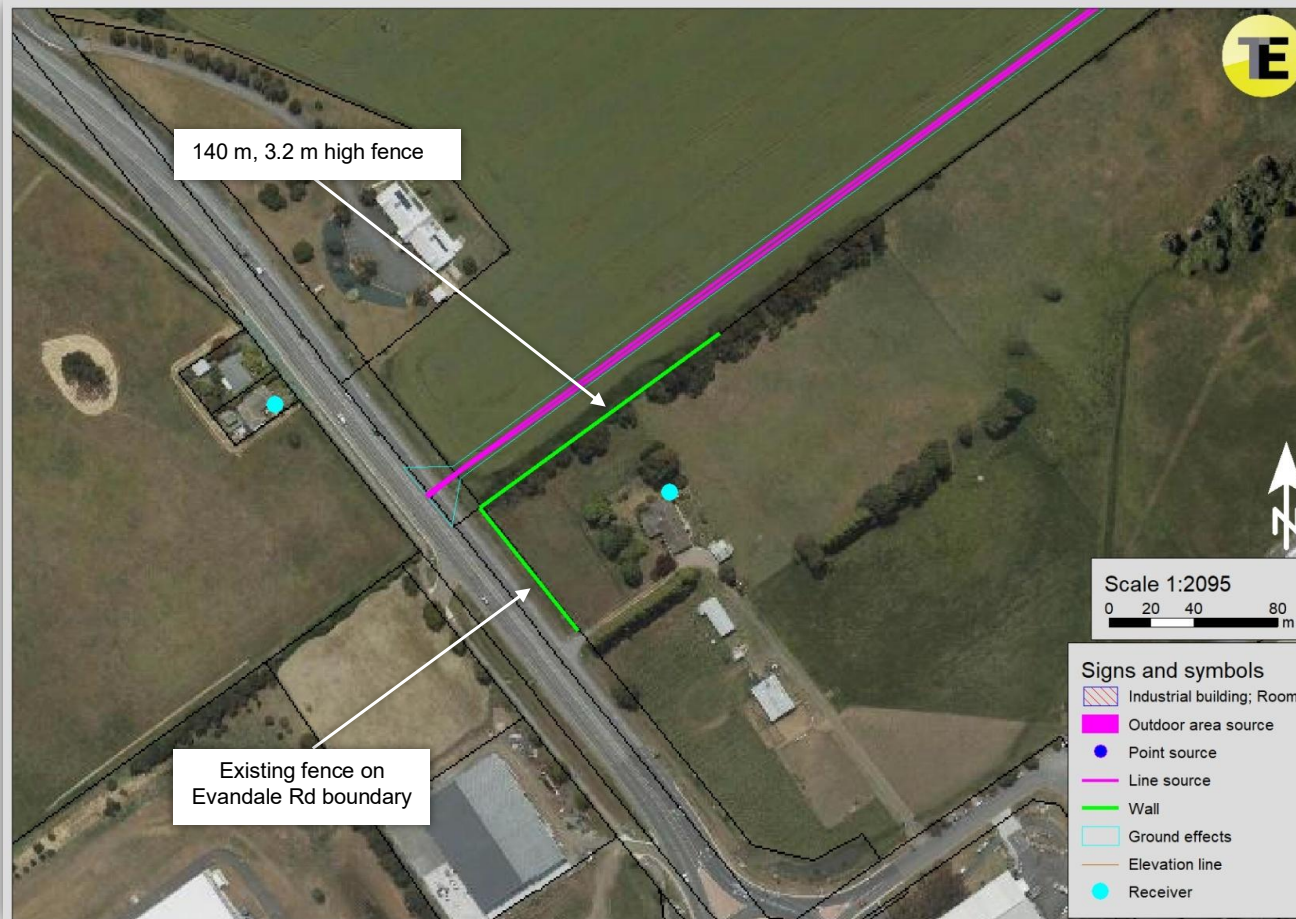 TE
140 m, 3.2 m high fence
Existing fence on
Evandale Rd boundary
N
Scale 1:2095
0 20 40 80
m
Signs and symbols
Industrial building; Room
Outdoor area source
Point source
Line source
Wall
Ground effects
Elevation line
Receiver